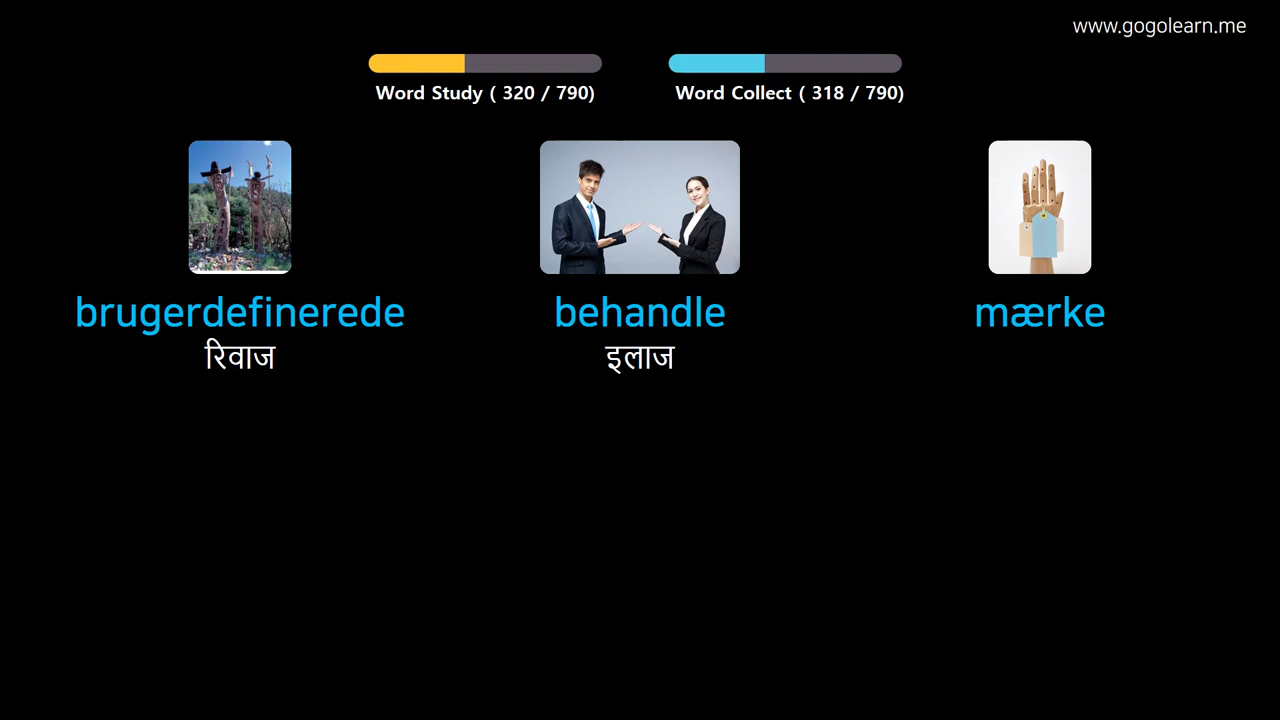 www.gogolearn.me
Word Study ( 320 / 790)
Word Collect ( 318 / 790)
brugerdefinerede
रिवाज
behandle
इलाज
mærke